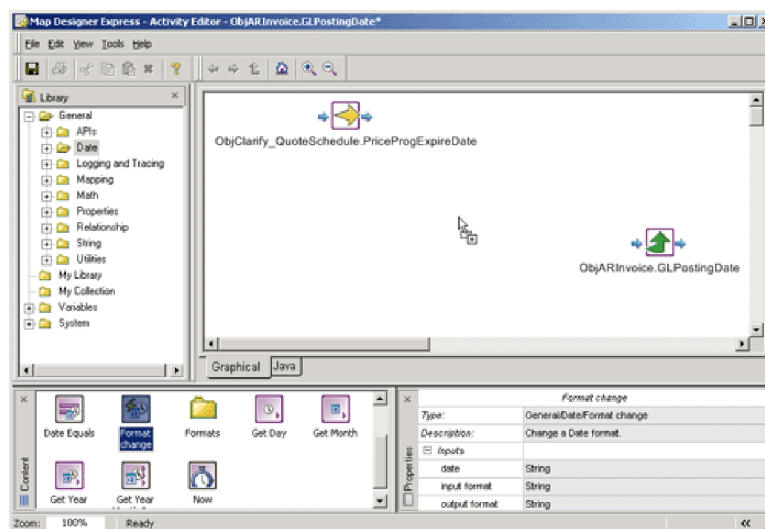 Map Designer Express - Activity Editor - ObjARInvoice.GLPostingDate*
File Edit View Tools Help
Library
General
APIs
Date
Logging and Tracing
Mapping
Math
Properties
Relationship
String
Utilities
My Library
My Collection
Variables
System
ObjClarify_QuoteSchedule.PriceProgExpireDate
ObjARInvoice.GLPostingDate
Graphical Java
Content
Date Equals
Format change
Formats
Get Day
Get Month
Get Year
Get Year
Now
Properties
Format change
Type: General/Date/Format change
Description: Change a Date format.
Inputs
date String
input format String
output format String
Zoom: 100% Ready